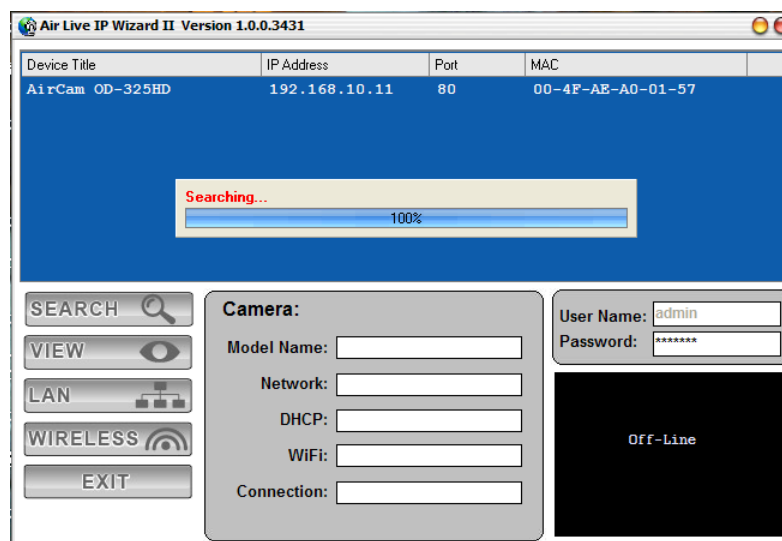 Air Live IP Wizard II Version 1.0.0.3431
Device Title IP Address Port MAC
AirCam OD-325HD 192.168.10.11 80 00-4F-AE-A0-01-57
Searching...
100%
SEARCH
VIEW
LAN
WIRELESS
EXIT
Camera:
Model Name:
Network:
DHCP:
WiFi:
Connection:
User Name: admin
Password: *******
Off-Line